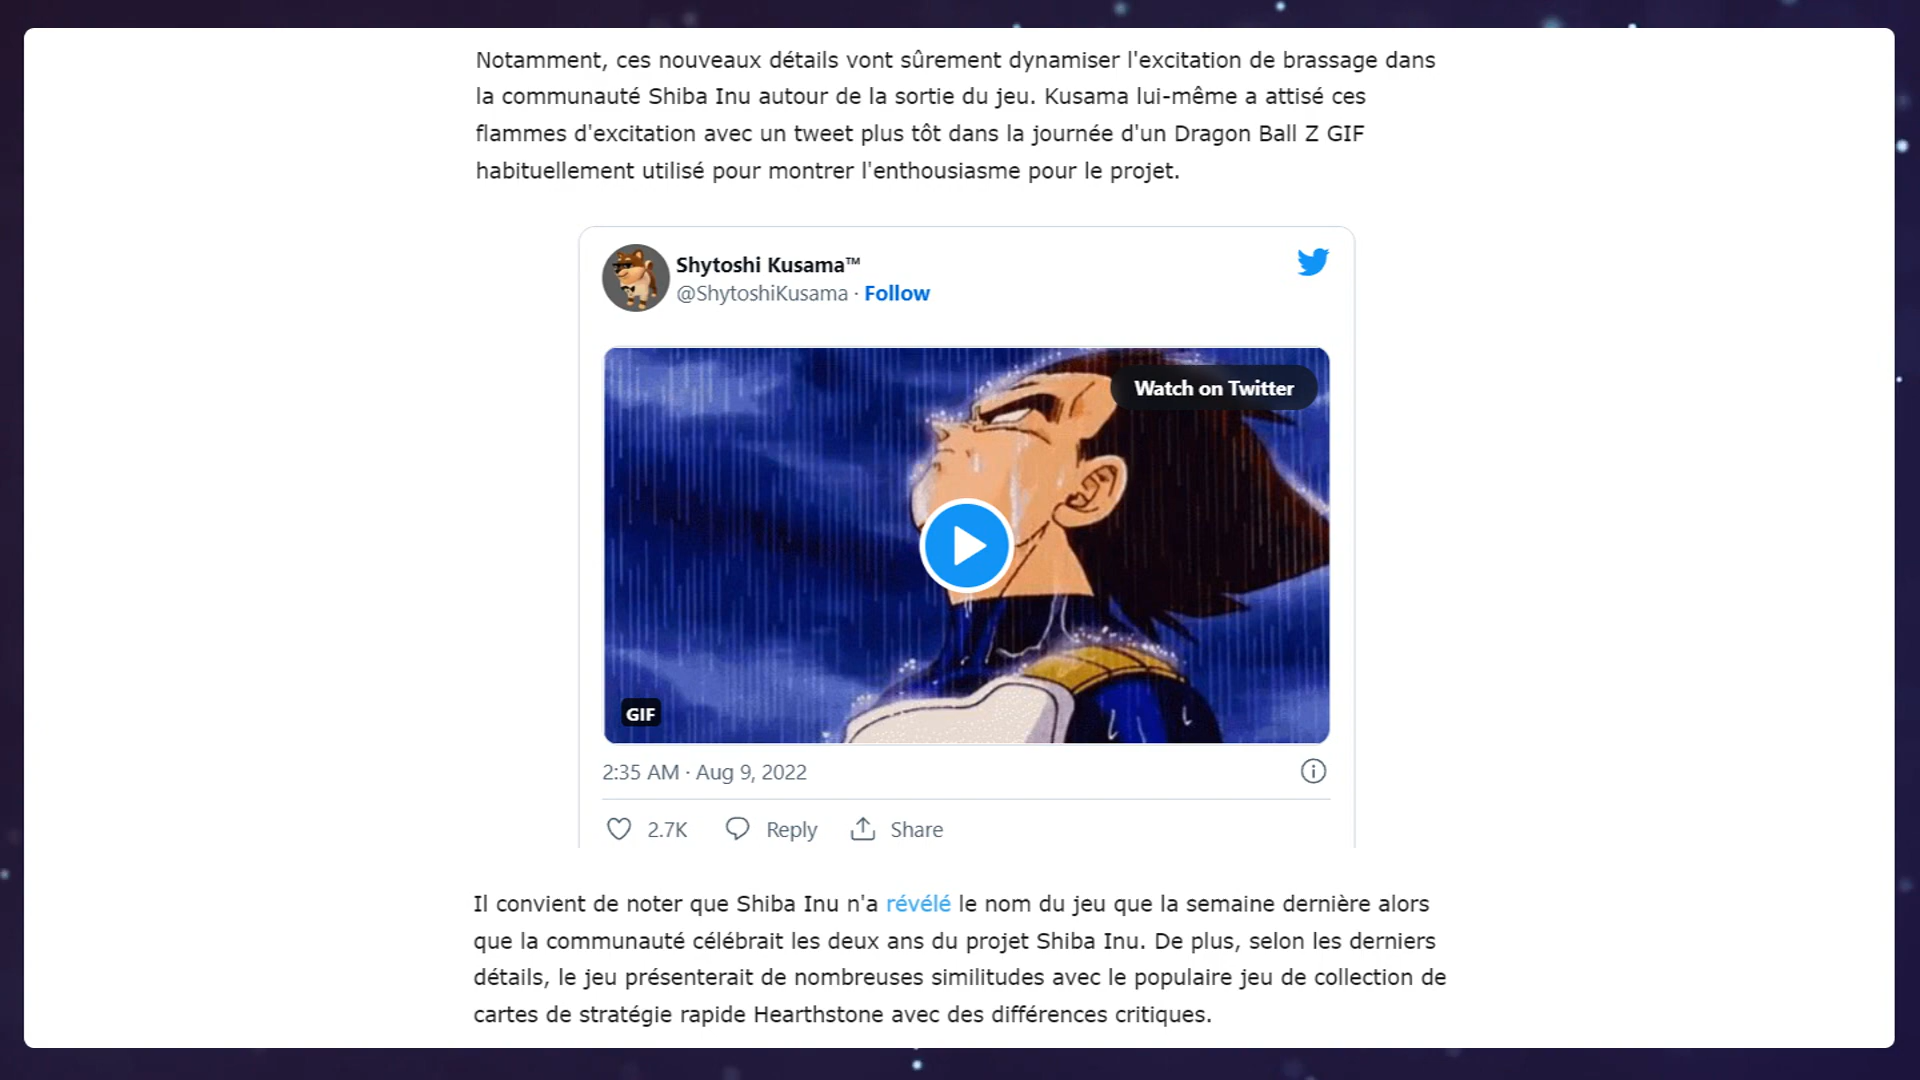 Notamment, ces nouveaux détails vont sûrement dynamiser l'excitation de brassage dans
la communauté Shiba Inu autour de la sortie du jeu. Kusama lui-même a attisé ces
flammes d'excitation avec un tweet plus tôt dans la journée d'un Dragon Ball Z GIF
habituellement utilisé pour montrer l'enthousiasme pour le projet.
Shytoshi Kusama™
@ShytoshiKusama · Follow
Watch on Twitter
GIF
2:35 AM · Aug 9, 2022
2.7K Reply Share
Il convient de noter que Shiba Inu n'a révélé le nom du jeu que la semaine dernière alors
que la communauté célébrait les deux ans du projet Shiba Inu. De plus, selon les derniers
détails, le jeu présenterait de nombreuses similitudes avec le populaire jeu de collection de
cartes de stratégie rapide Hearthstone avec des différences critiques.